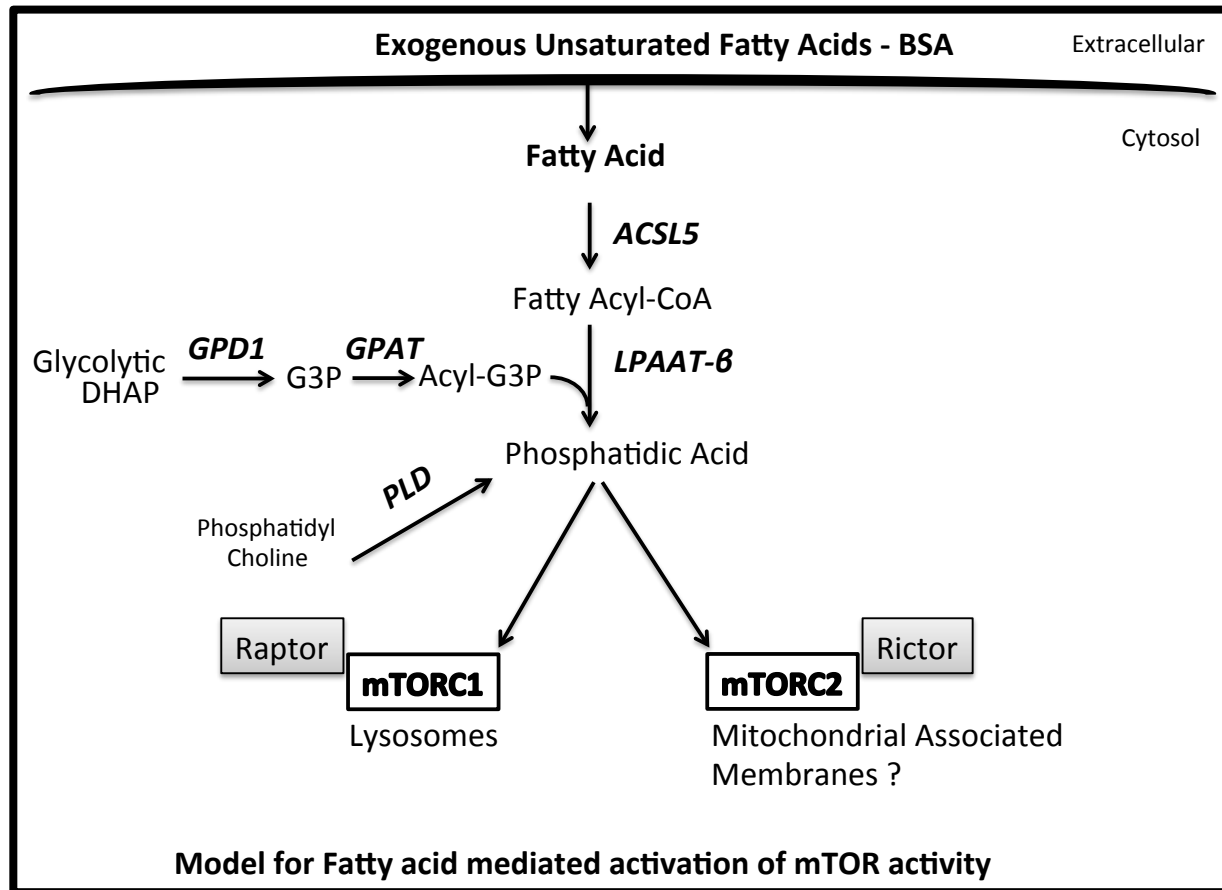 Exogenous Unsaturated Fatty Acids - BSA
Extracellular
Cytosol
Fatty Acid
ACSL5
Fatty Acyl-CoA
GPD1
GPAT
LPAAT-β
Glycolytic
DHAP
G3P
Acyl-G3P
Phosphatidic Acid
PLD
Phosphatidyl
Choline
Raptor
Rictor
mTORC1
mTORC2
Lysosomes
Mitochondrial Associated
Membranes ?
Model for Fatty acid mediated activation of mTOR activity